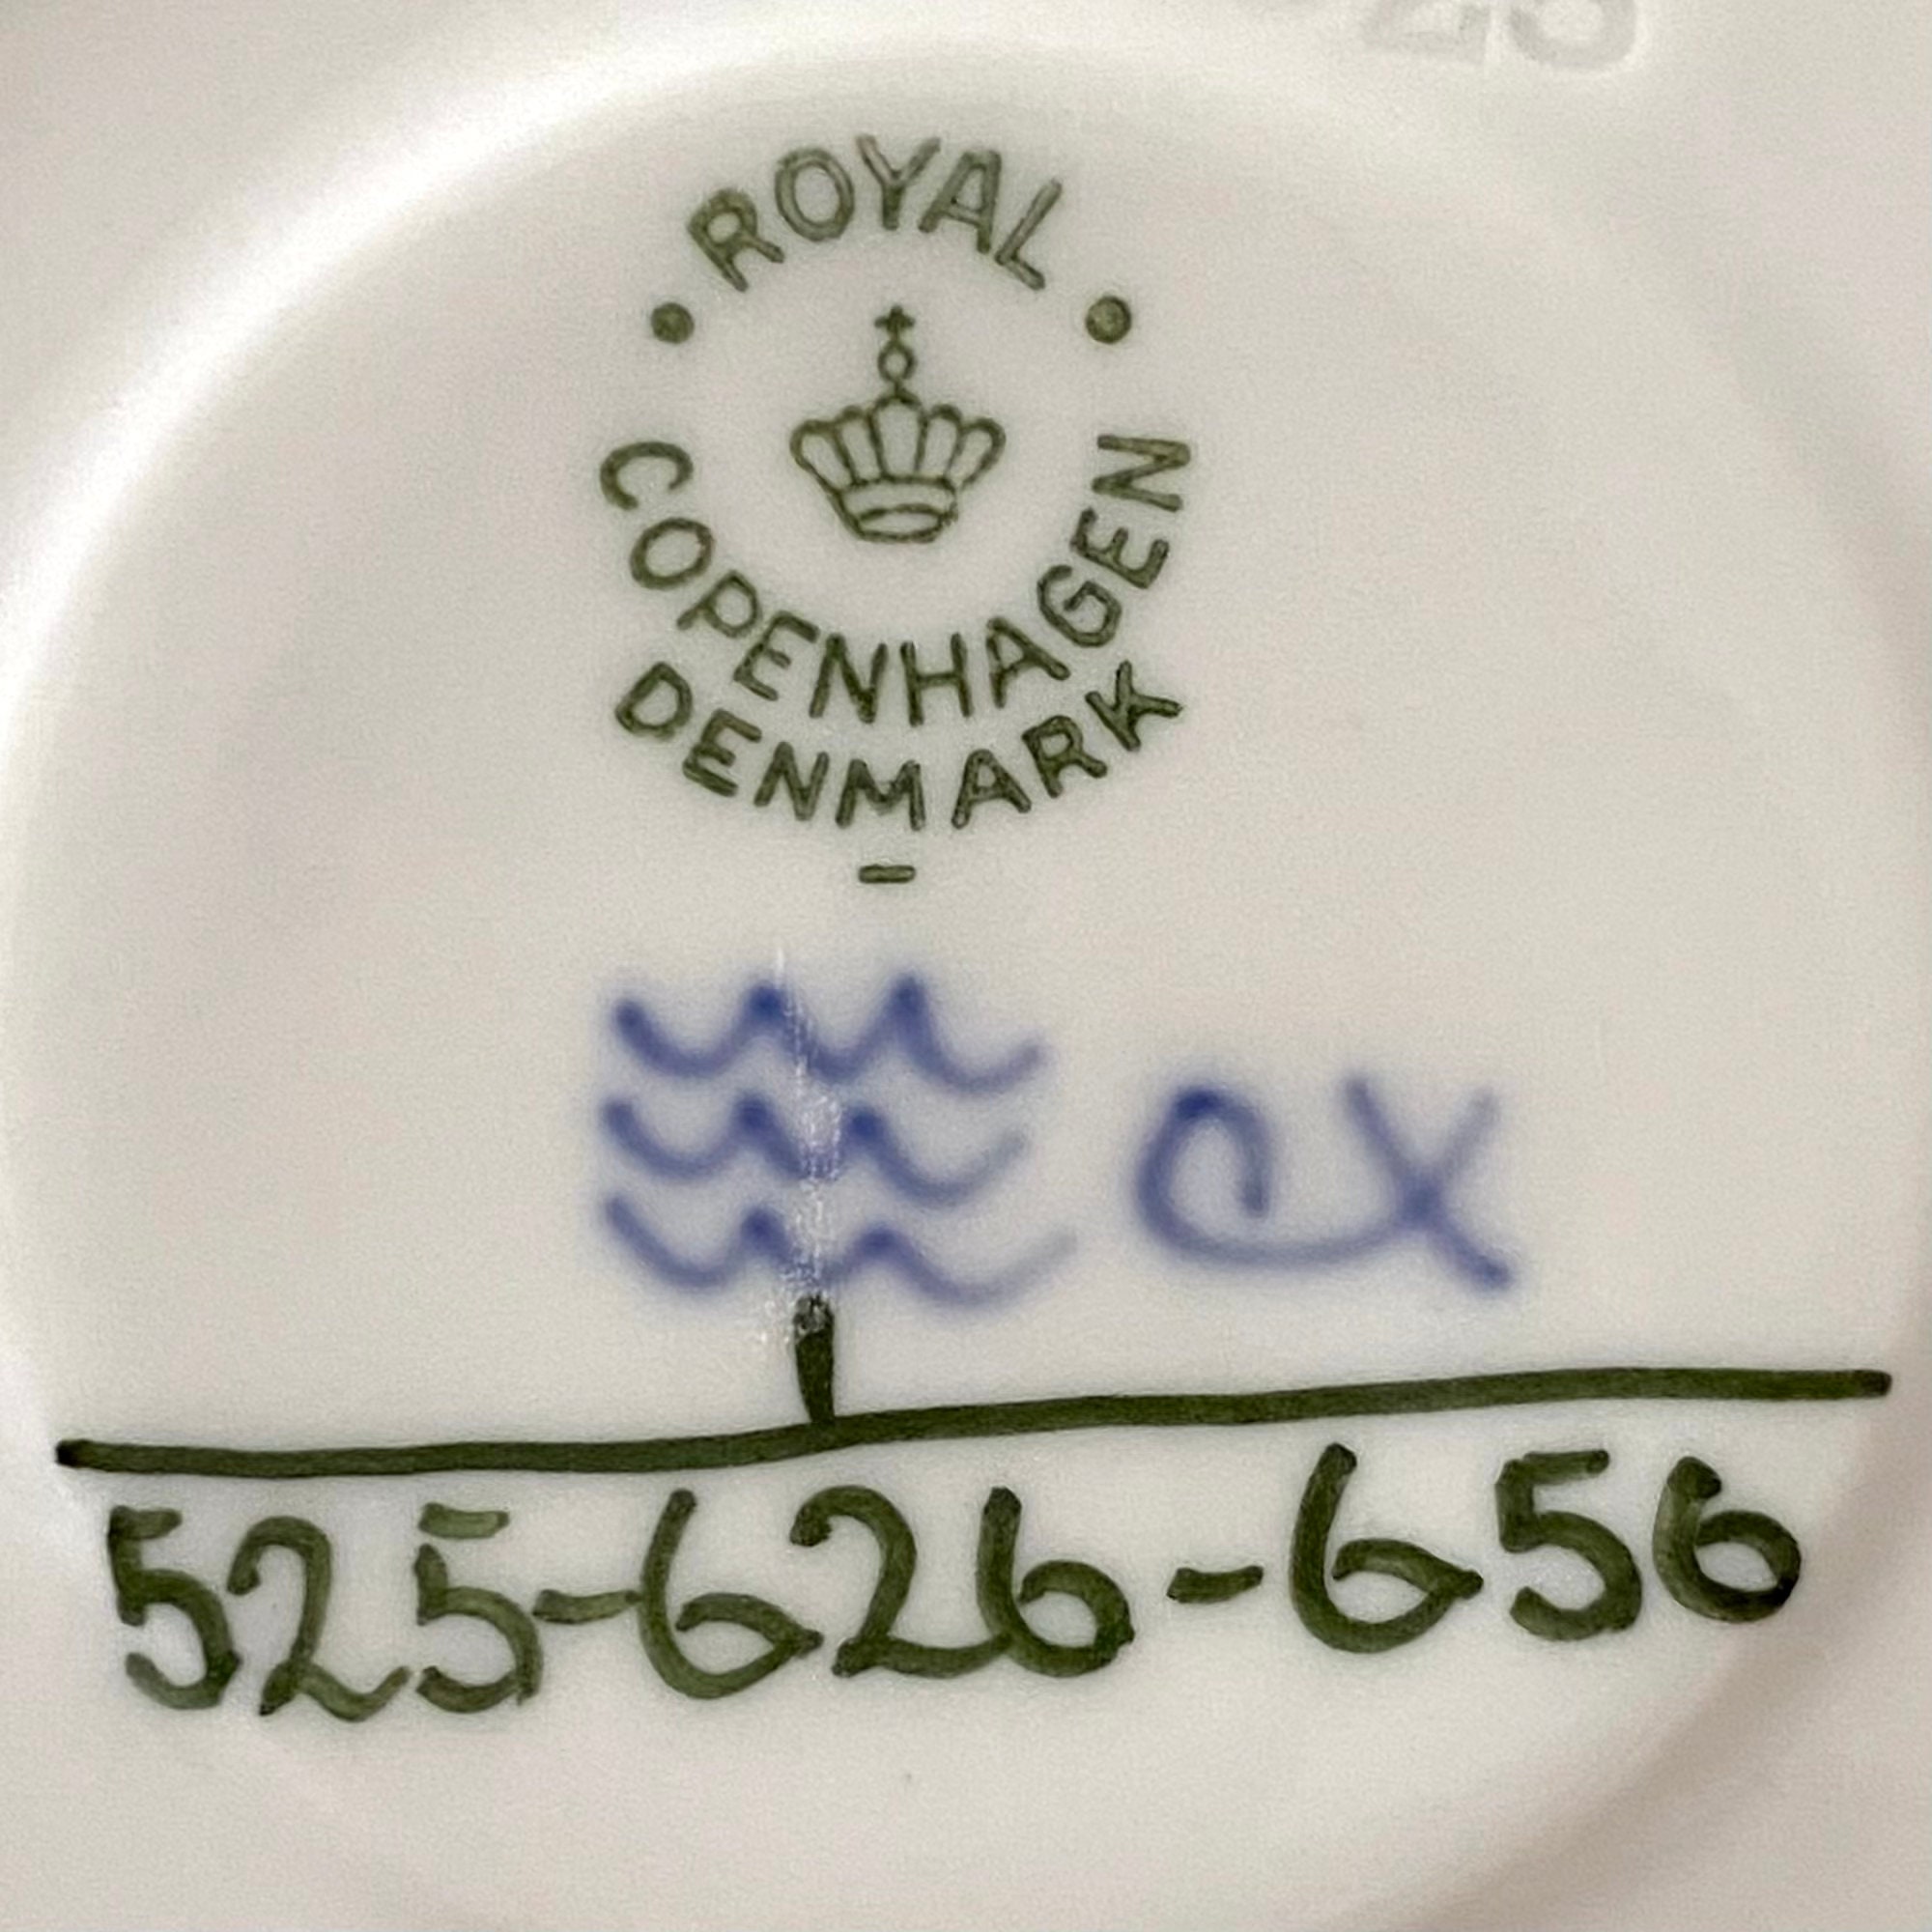 ROYAL
COPENHAGEN
DENMARK
525-626-656